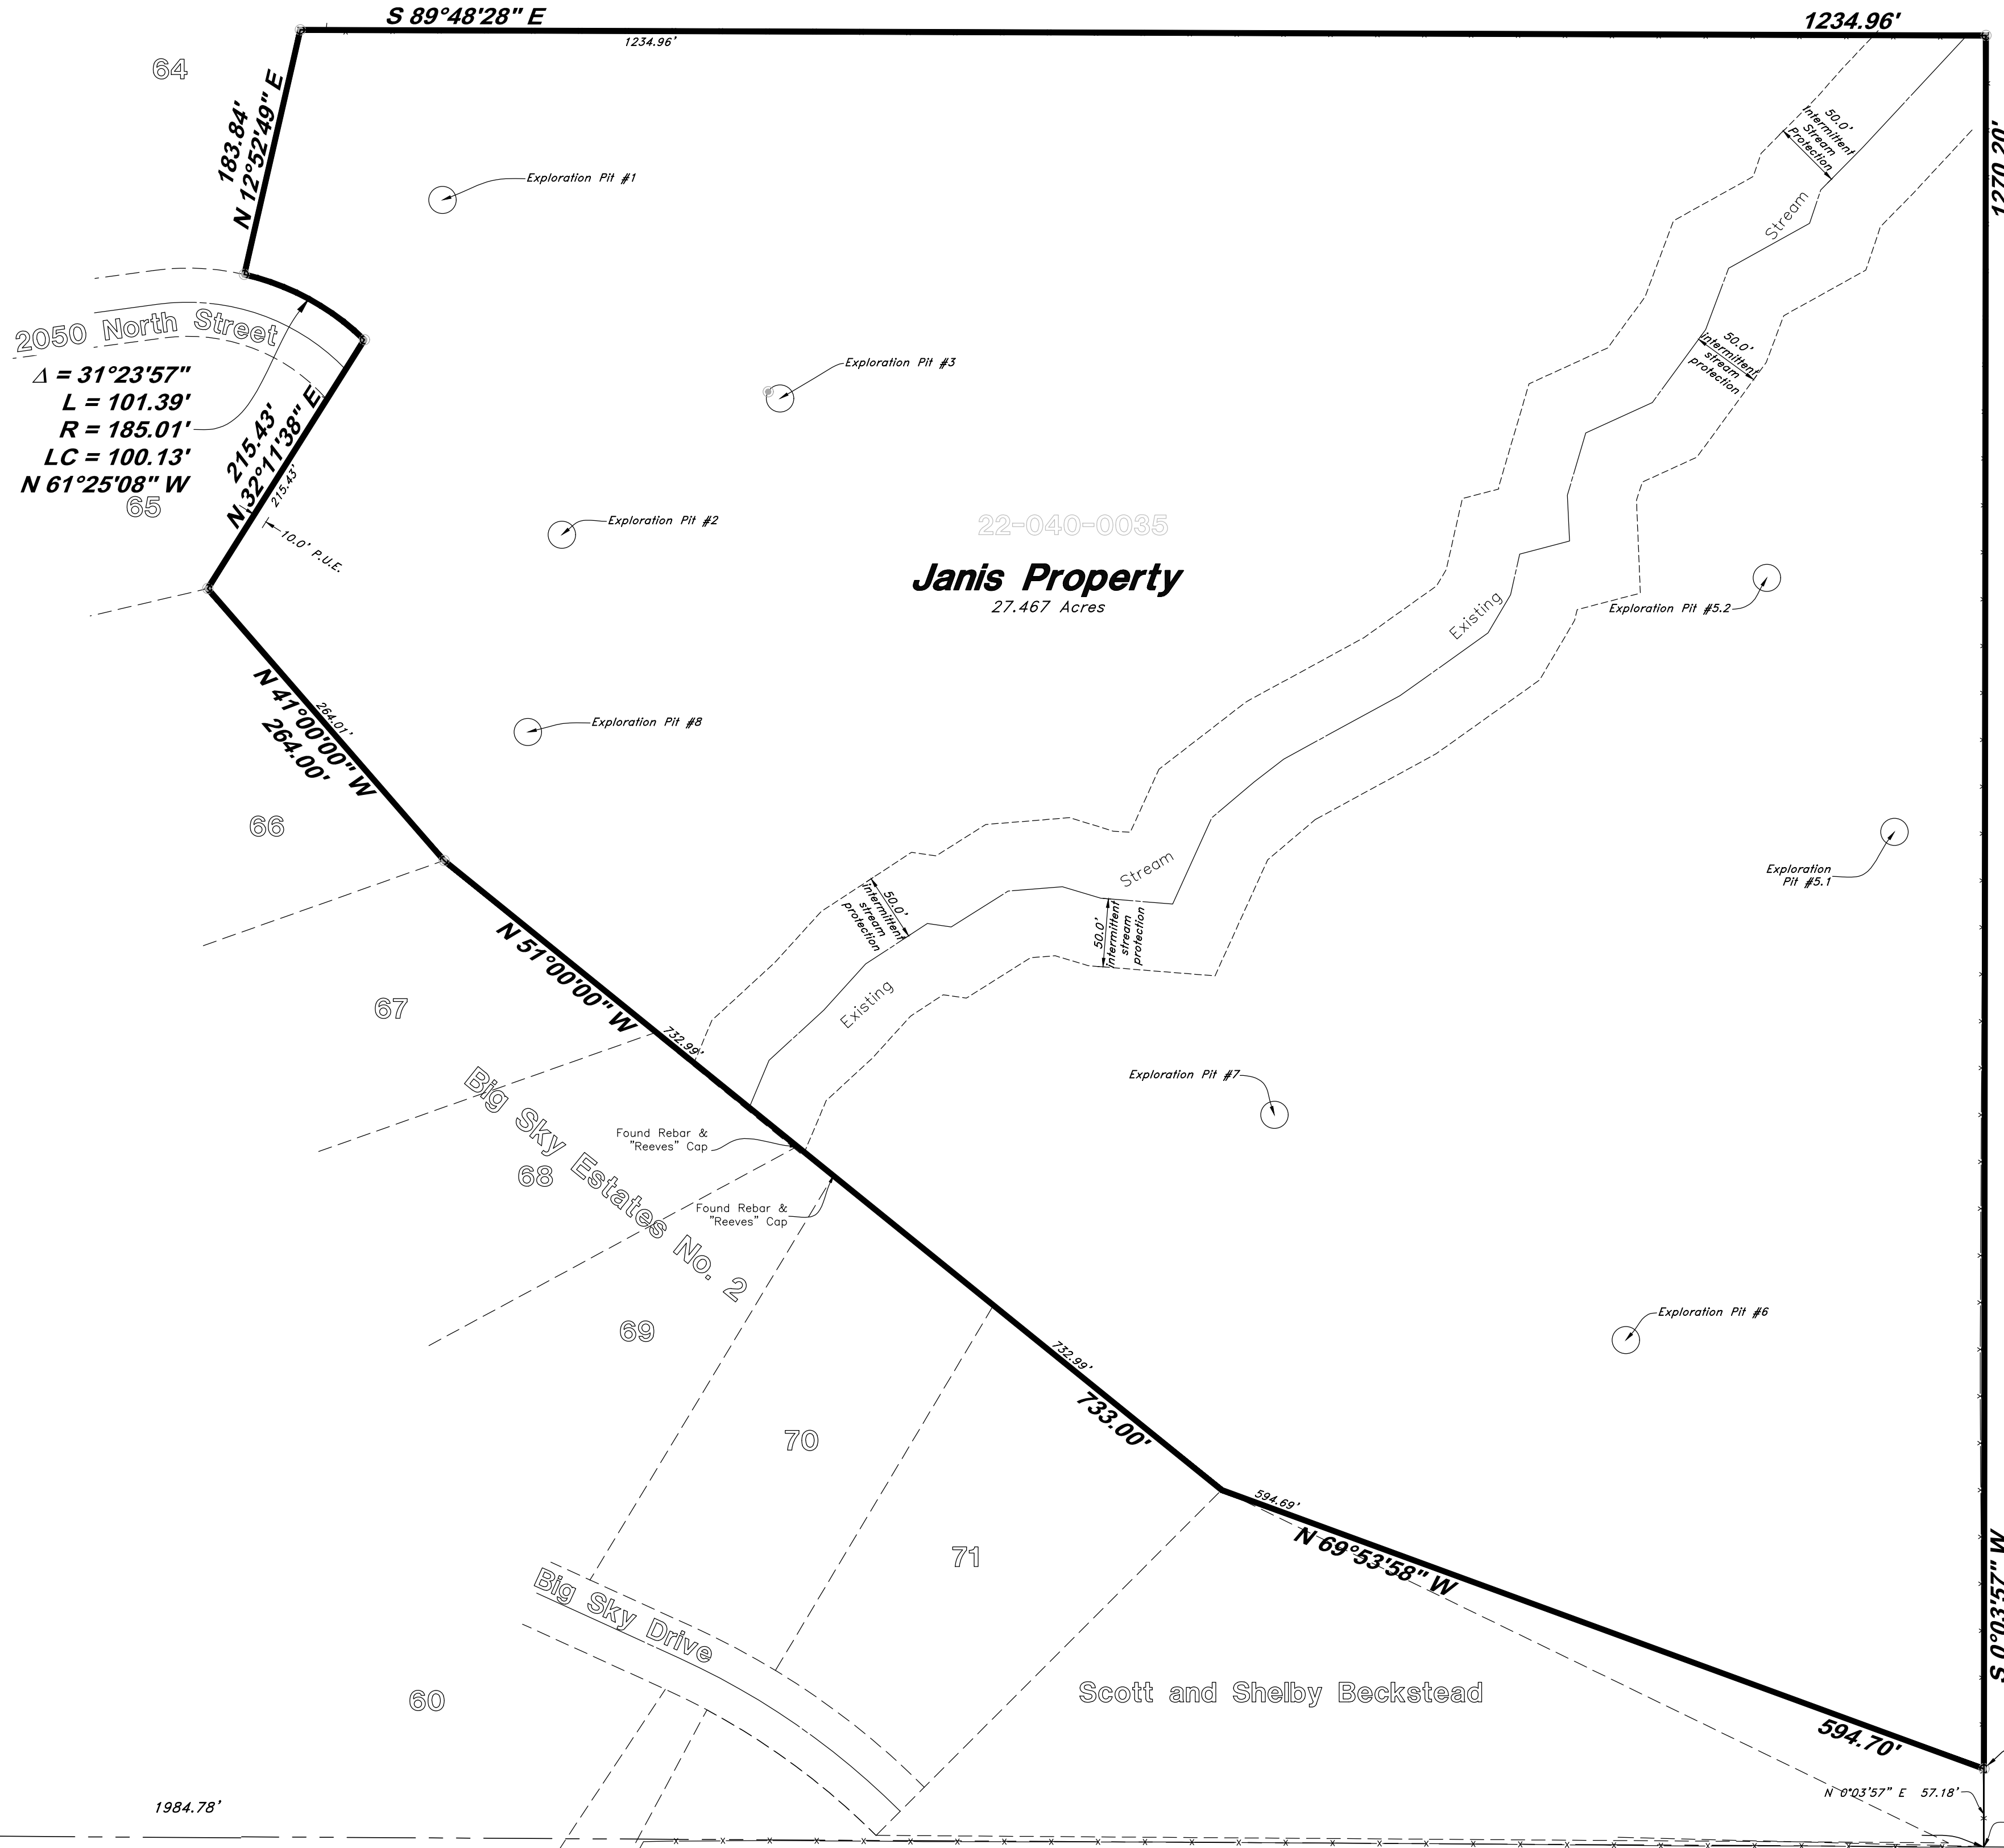 S 89°48'28" E
1234.96'
1234.96'
64
183.84'
N 12°52'49" E
1270.20'
50.0'
Intermittent
Stream
Protection
Stream
Exploration Pit #1
2050 North Street
Δ = 31°23'57"
L = 101.39'
R = 185.01'
LC = 100.13'
N 61°25'08" W
65
215.43'
N 32°11'38" E
215.43'
10.0' P.U.E.
Exploration Pit #3
50.0'
intermittent
stream
protection
Exploration Pit #2
22-040-0035
Janis Property
27.467 Acres
Existing
Exploration Pit #5.2
N 41°00'00" W
264.00'
264.01'
Exploration Pit #8
66
Exploration
Pit #5.1
Stream
50.0'
intermittent
stream
protection
50.0'
intermittent
stream
protection
Existing
N 51°00'00" W
67
732.99'
Exploration Pit #7
Big Sky Estates No. 2
Found Rebar &
"Reeves" Cap
68
Found Rebar &
"Reeves" Cap
69
Exploration Pit #6
732.99'
733.00'
70
594.69'
N 69°53'58" W
71
S 0°03'57" W
Big Sky Drive
60
Scott and Shelby Beckstead
594.70'
N 0°03'57" E 57.18'
1984.78'